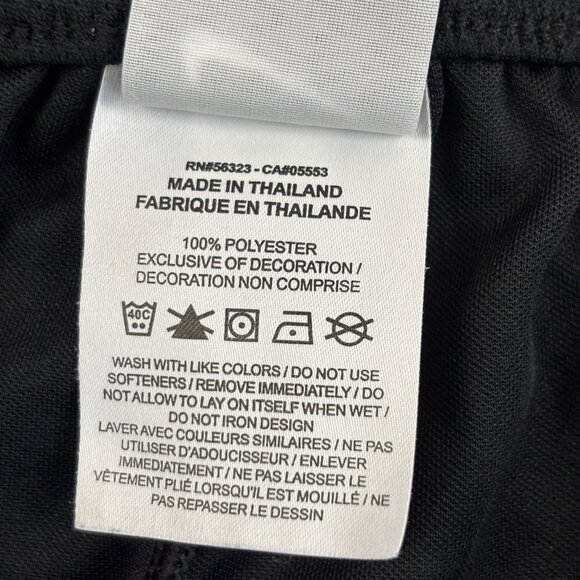 RN#56323 - CA#05553
MADE IN THAILAND
FABRIQUE EN THAILANDE
100% POLYESTER
EXCLUSIVE OF DECORATION /
DECORATION NON COMPRISE
40C
WASH WITH LIKE COLORS / DO NOT USE
SOFTENERS / REMOVE IMMEDIATELY / DO
NOT ALLOW TO LAY ON ITSELF WHEN WET /
DO NOT IRON DESIGN
LAVER AVEC COULEURS SIMILAIRES / NE PAS
UTILISER D'ADOUCISSEUR / ENLEVER
IMMEDIATEMENT / NE PAS LAISSER LE
VÊTEMENT PLIÉ LORSQU'IL EST MOUILLÉ / NE
PAS REPASSER LE DESSIN